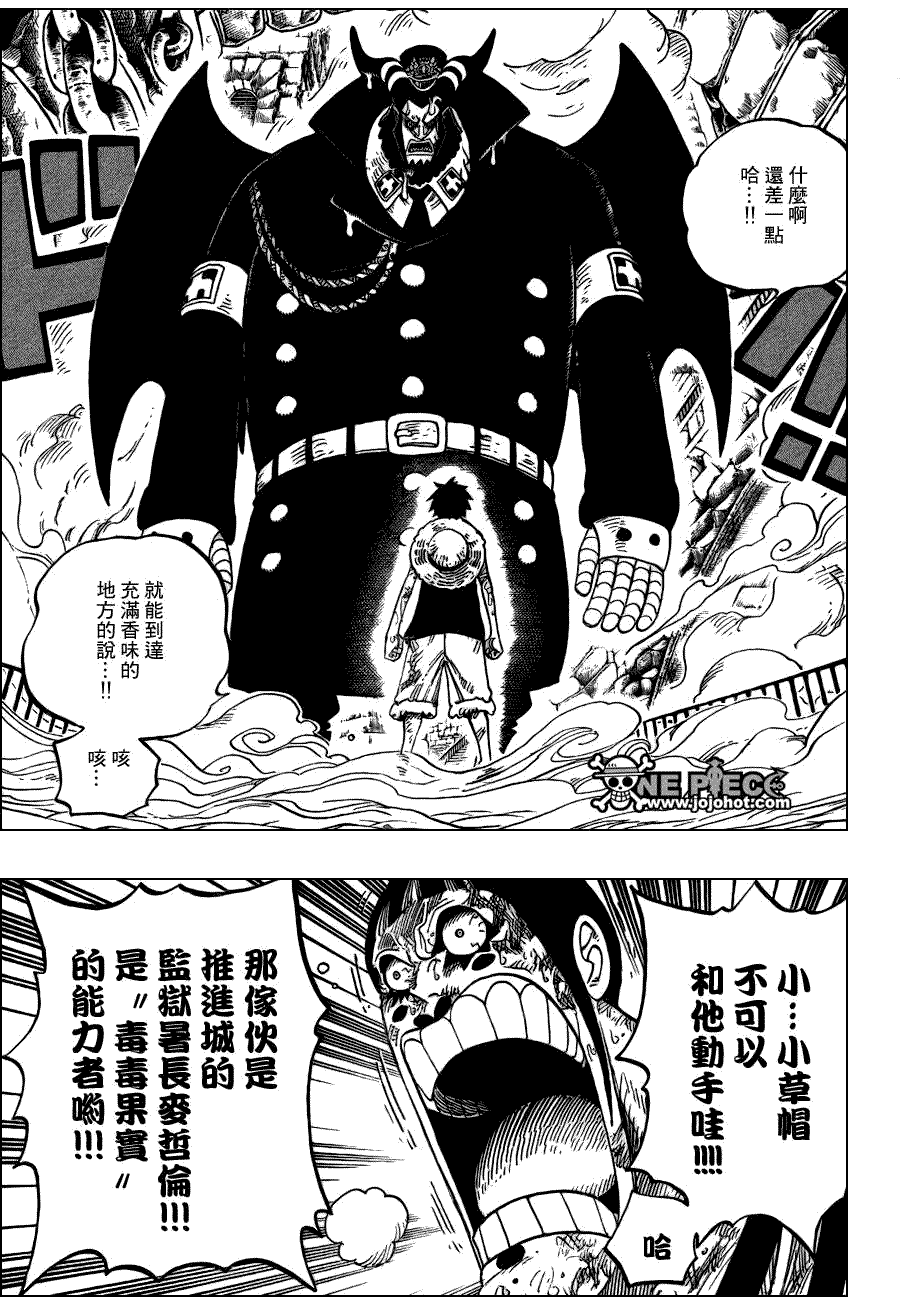 什麼啊
還差一點
哈…!!
就能到達
充滿香味的
地方的說…!!
咳
咳…
ONE PIECE
www.jojohot.com
小…小草帽
不可以
和他動手哇!!!!
哈
那傢伙是
推進城的
監獄署長麥哲倫!!!
是〝毒毒果實〞
的能力者喲!!!